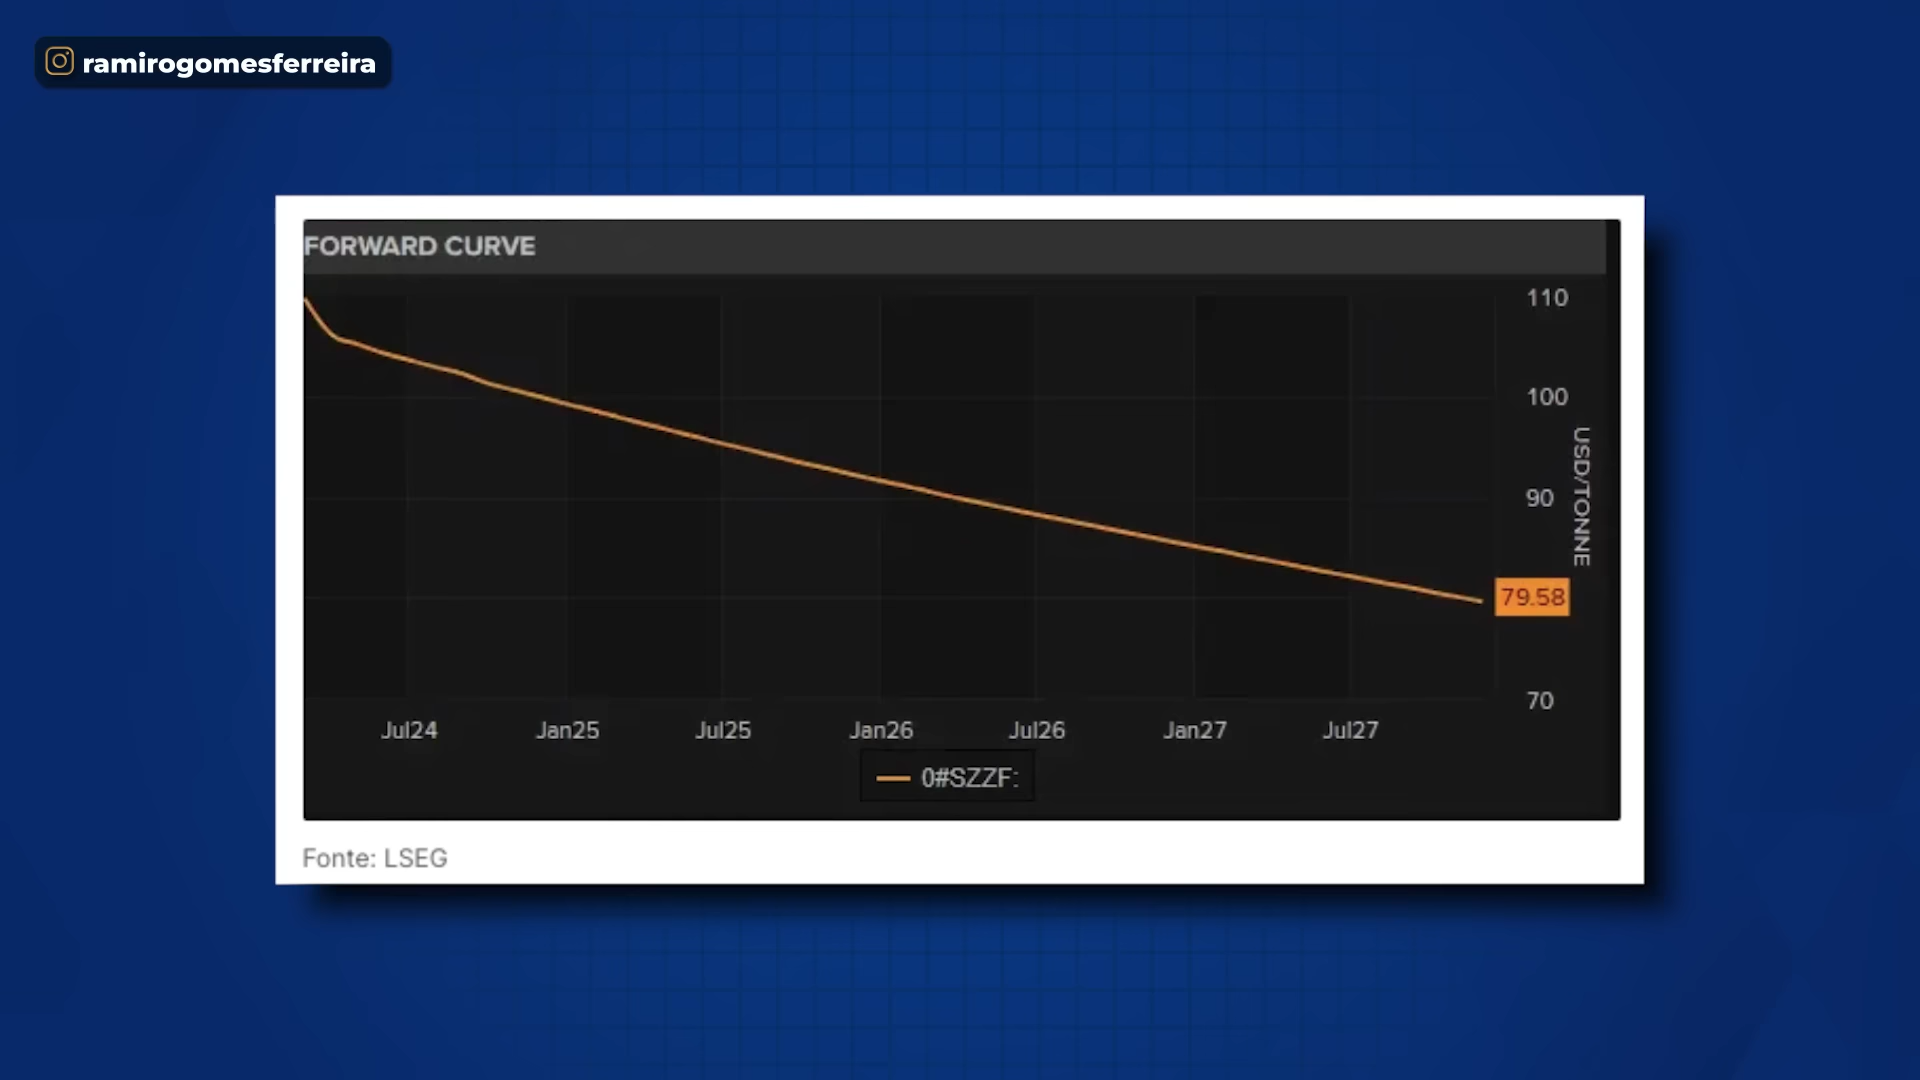 ramirogomesferreira
FORWARD CURVE
110
100
90
79.58
70
USD/TONNE
Jul24 Jan25 Jul25 Jan26 Jul26 Jan27 Jul27
0#SZZF:
Fonte: LSEG